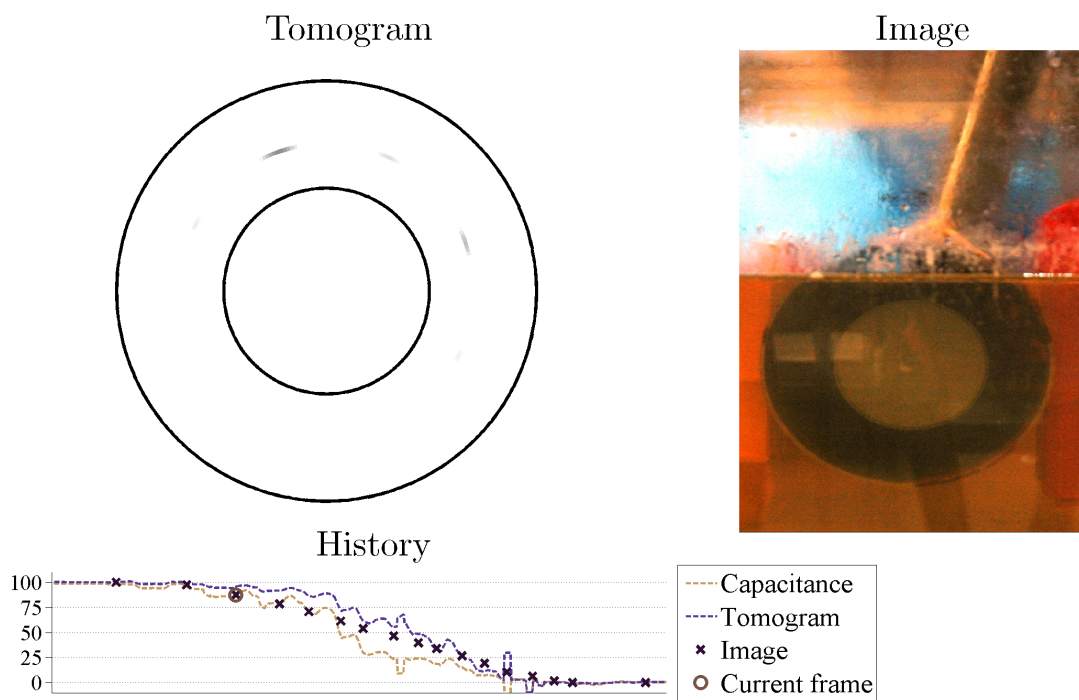 Tomogram
Image
History
100
75
50
25
0
Capacitance
Tomogram
Image
Current frame